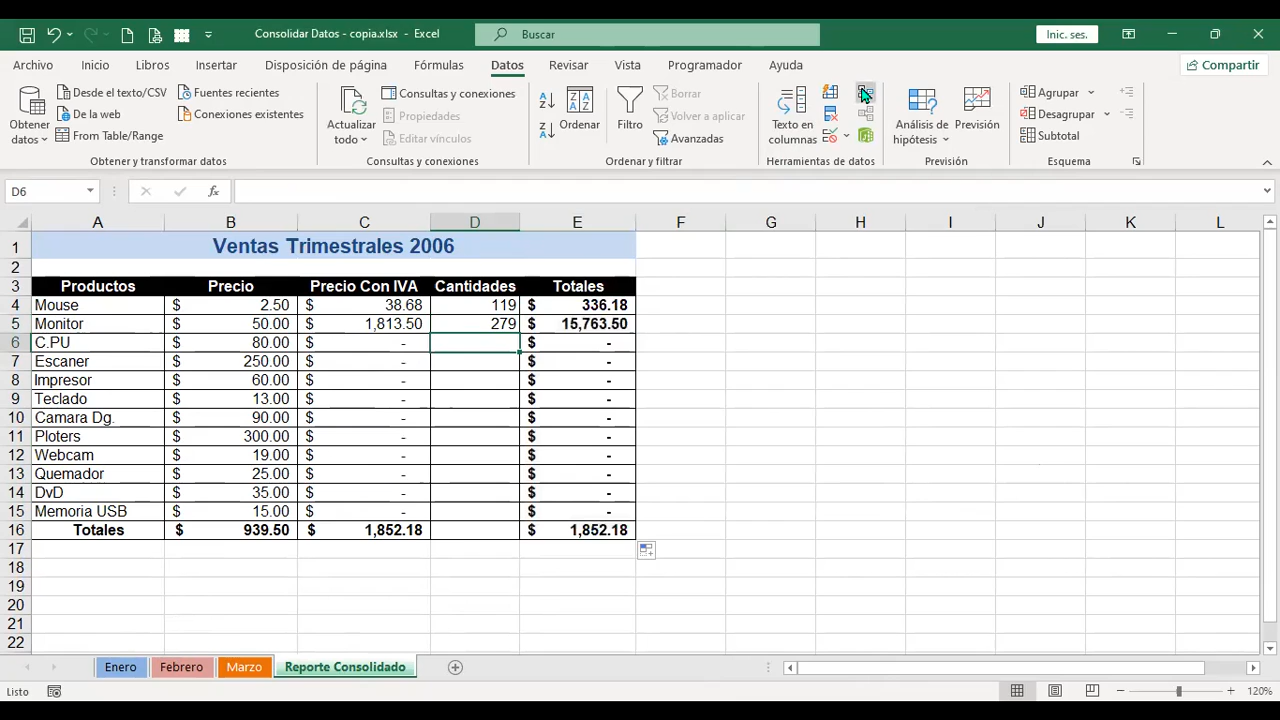 Consolidar Datos - copia.xlsx - Excel
Buscar
Inic. ses.
Archivo Inicio Libros Insertar Disposición de página Fórmulas Datos Revisar Vista Programador Ayuda Compartir
Obtener datos
Desde el texto/CSV
De la web
From Table/Range
Fuentes recientes
Conexiones existentes
Obtener y transformar datos
Actualizar todo
Consultas y conexiones
Propiedades
Editar vínculos
Consultas y conexiones
Ordenar
Filtro
Borrar
Volver a aplicar
Avanzadas
Ordenar y filtrar
Texto en columnas
Herramientas de datos
Análisis de hipótesis
Previsión
Previsión
Agrupar
Desagrupar
Subtotal
Esquema
D6 fx
A B C D E F G H I J K L
1 Ventas Trimestrales 2006
2
3 Productos Precio Precio Con IVA Cantidades Totales
4 Mouse $ 2.50 $ 38.68 119 $ 336.18
5 Monitor $ 50.00 $ 1,813.50 279 $ 15,763.50
6 C.PU $ 80.00 $ - $ -
7 Escaner $ 250.00 $ - $ -
8 Impresor $ 60.00 $ - $ -
9 Teclado $ 13.00 $ - $ -
10 Camara Dg. $ 90.00 $ - $ -
11 Ploters $ 300.00 $ - $ -
12 Webcam $ 19.00 $ - $ -
13 Quemador $ 25.00 $ - $ -
14 DvD $ 35.00 $ - $ -
15 Memoria USB $ 15.00 $ - $ -
16 Totales $ 939.50 $ 1,852.18 $ 1,852.18
17
18
19
20
21
22
Enero Febrero Marzo Reporte Consolidado
Listo 120%